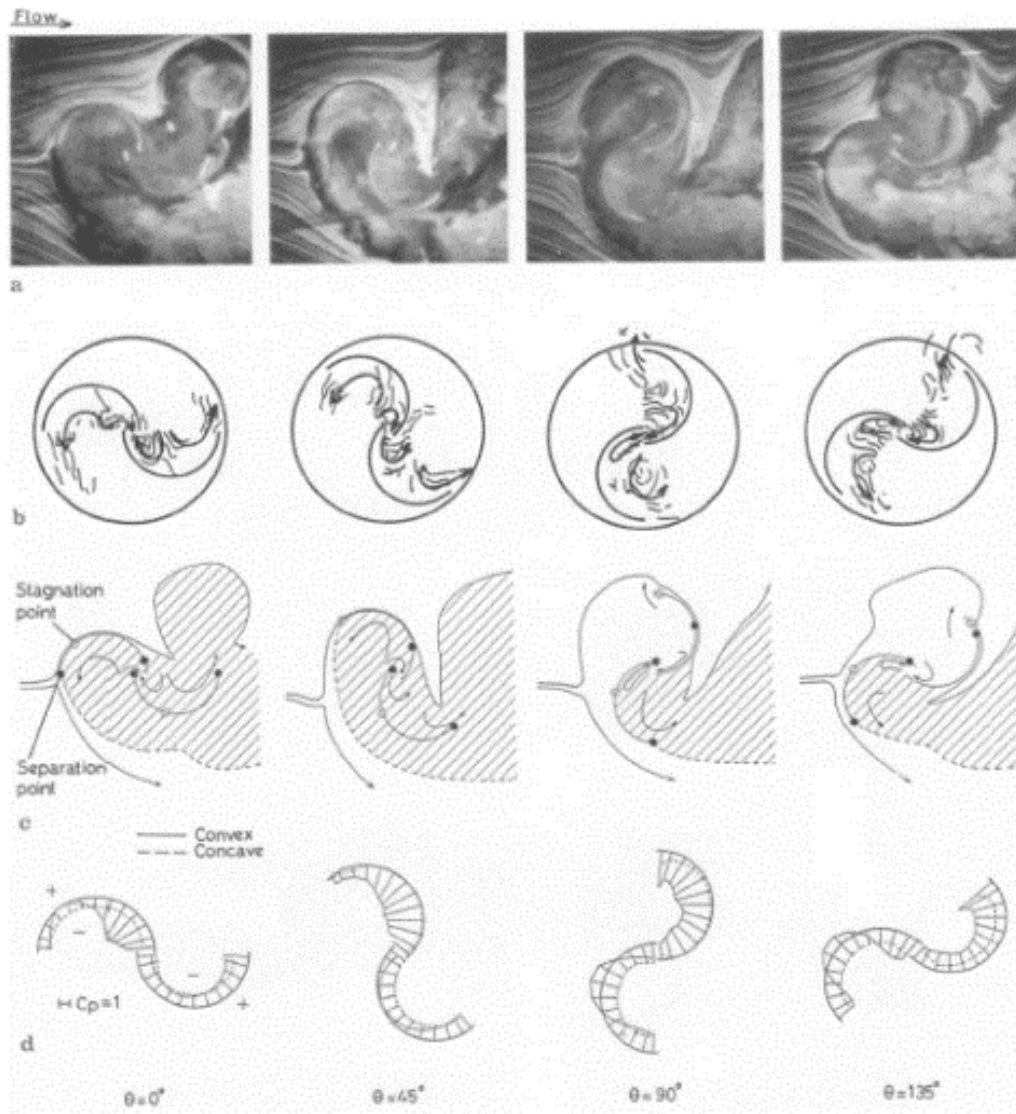 Flow
a
b
Stagnation
point
Separation
point
c
Convex
Concave
+
−
−
+
Cp=1
d
θ=0°
θ=45°
θ=90°
θ=135°